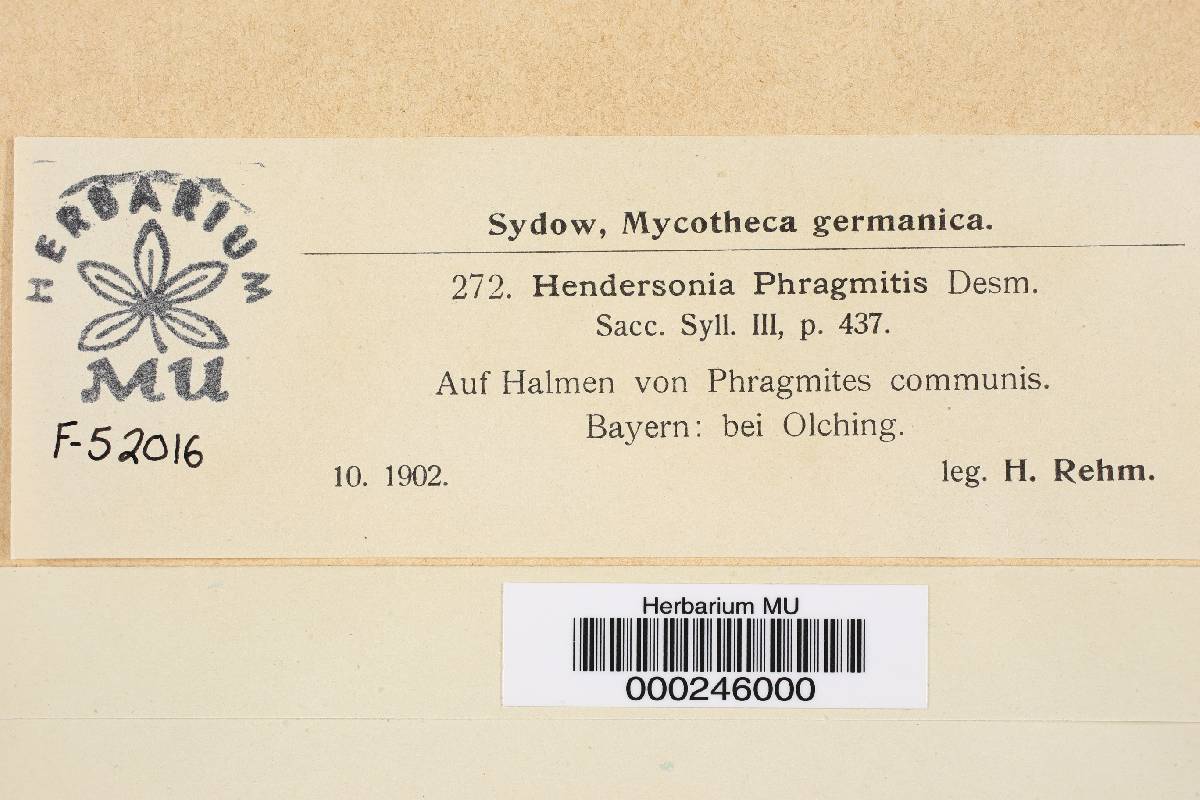 HERBARIUM
MU
F-52016
Sydow, Mycotheca germanica.
272. Hendersonia Phragmitis Desm.
Sacc. Syll. III, p. 437.
Auf Halmen von Phragmites communis.
Bayern: bei Olching.
10. 1902. leg. H. Rehm.
Herbarium MU
000246000